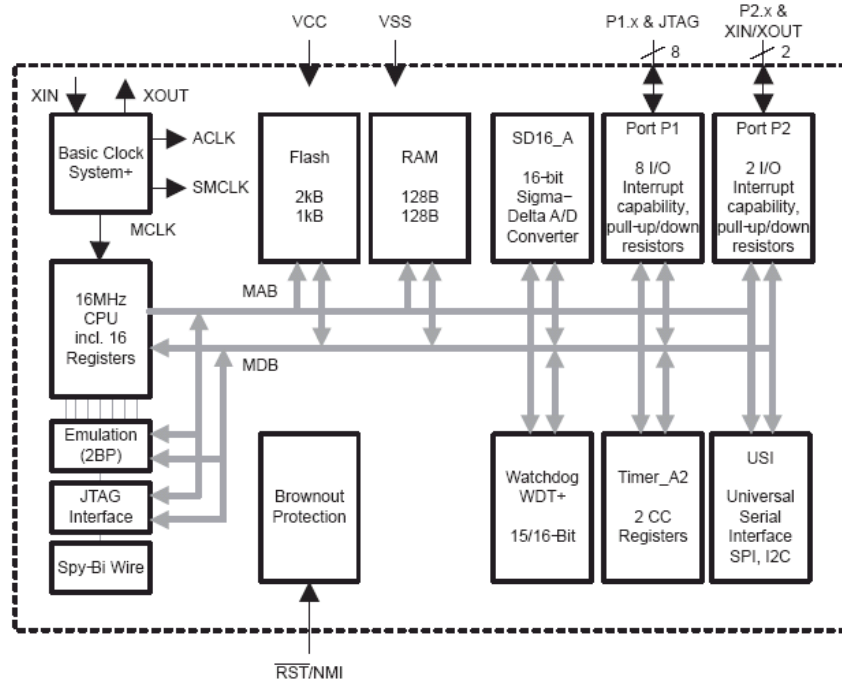 VCC
VSS
P1.x & JTAG
8
P2.x &
XIN/XOUT
2
XIN
XOUT
Basic Clock
System+
ACLK
SMCLK
MCLK
Flash
2kB
1kB
RAM
128B
128B
SD16_A
16-bit
Sigma-
Delta A/D
Converter
Port P1
8 I/O
Interrupt
capability,
pull-up/down
resistors
Port P2
2 I/O
Interrupt
capability,
pull-up/down
resistors
16MHz
CPU
incl. 16
Registers
MAB
MDB
Emulation
(2BP)
JTAG
Interface
Spy-Bi Wire
Brownout
Protection
Watchdog
WDT+
15/16-Bit
Timer_A2
2 CC
Registers
USI
Universal
Serial
Interface
SPI, I2C
RST/NMI